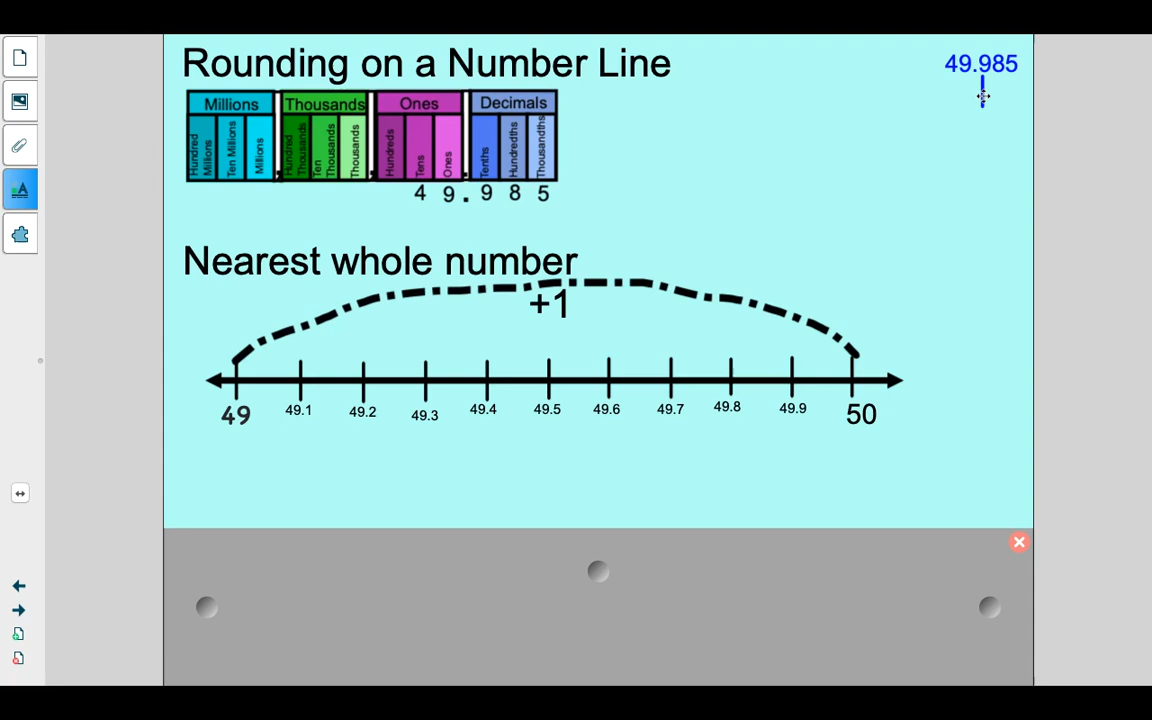 Rounding on a Number Line
49.985
Millions Thousands Ones Decimals
Hundred Millions Ten Millions Millions Hundred Thousands Ten Thousands Thousands Hundreds Tens Ones Tenths Hundredths Thousandths
4 9 . 9 8 5
Nearest whole number
+1
49 49.1 49.2 49.3 49.4 49.5 49.6 49.7 49.8 49.9 50